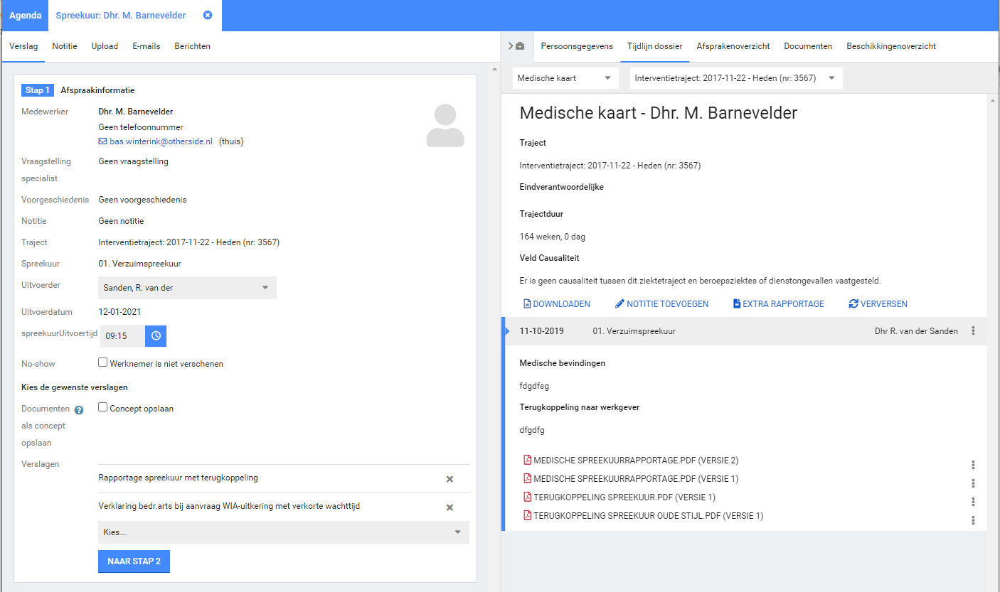 Agenda
Spreekuur: Dhr. M. Barnevelder
Verslag Notitie Upload E-mails Berichten
Stap 1 Afspraakinformatie
Medewerker Dhr. M. Barnevelder
Geen telefoonnummer
bas.winterink@otherside.nl (thuis)
Vraagstelling specialist Geen vraagstelling
Voorgeschiedenis Geen voorgeschiedenis
Notitie Geen notitie
Traject Interventietraject: 2017-11-22 - Heden (nr: 3567)
Spreekuur 01. Verzuimspreekuur
Uitvoerder Sanden, R. van der
Uitvoerdatum 12-01-2021
spreekuurUitvoertijd 09:15
No-show Werknemer is niet verschenen
Kies de gewenste verslagen
Documenten ? Concept opslaan
als concept
opslaan
Verslagen
Rapportage spreekuur met terugkoppeling
Verklaring bedr.arts bij aanvraag WIA-uitkering met verkorte wachttijd
Kies...
NAAR STAP 2
Persoonsgegevens Tijdlijn dossier Afsprakenoverzicht Documenten Beschikkingenoverzicht
Medische kaart Interventietraject: 2017-11-22 - Heden (nr: 3567)
Medische kaart - Dhr. M. Barnevelder
Traject
Interventietraject: 2017-11-22 - Heden (nr: 3567)
Eindverantwoordelijke
Trajectduur
164 weken, 0 dag
Veld Causaliteit
Er is geen causaliteit tussen dit ziektetraject en beroepsziektes of dienstongevallen vastgesteld.
DOWNLOADEN NOTITIE TOEVOEGEN EXTRA RAPPORTAGE VERVERSEN
11-10-2019 01. Verzuimspreekuur Dhr R. van der Sanden
Medische bevindingen
fdgdfsg
Terugkoppeling naar werkgever
dfgdfg
MEDISCHE SPREEKUURRAPPORTAGE.PDF (VERSIE 2)
MEDISCHE SPREEKUURRAPPORTAGE.PDF (VERSIE 1)
TERUGKOPPELING SPREEKUUR.PDF (VERSIE 1)
TERUGKOPPELING SPREEKUUR OUDE STIJL.PDF (VERSIE 1)